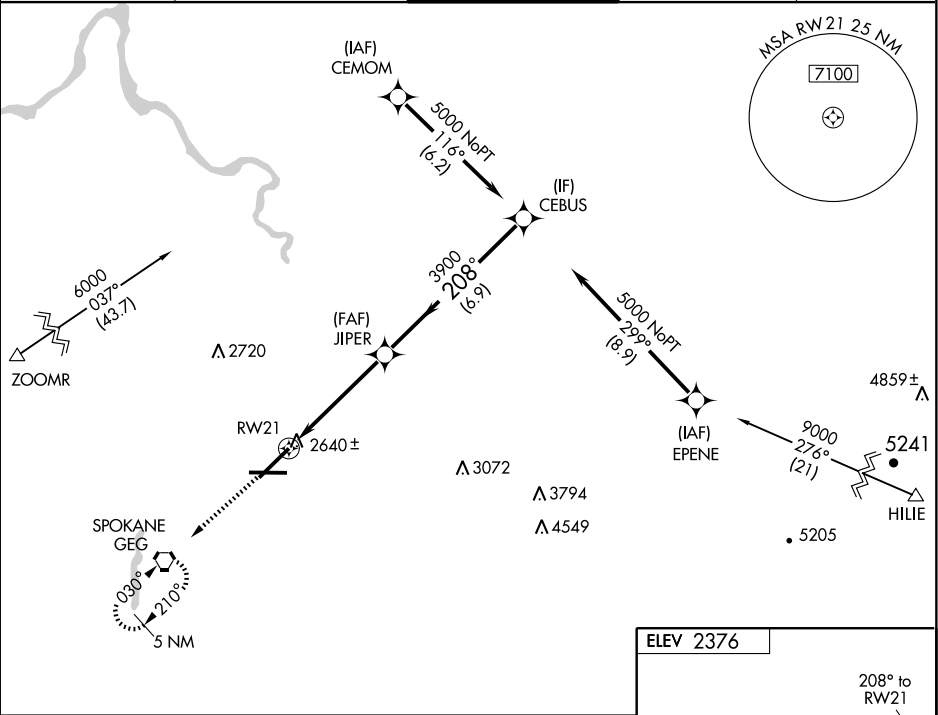 MSA RW21 25 NM
7100
(IAF)
CEMOM
5000 NoPT
116°
(6.2)
(IF)
CEBUS
3900
208°
(6.9)
6000
037°
(43.7)
ZOOMR
(FAF)
JIPER
2720
5000 NoPT
299°
(8.9)
(IAF)
EPENE
4859±
9000
276°
(21)
5241
HILIE
RW21
2640±
3072
3794
4549
5205
SPOKANE
GEG
030°
210°
5 NM
ELEV 2376
208° to
RW21